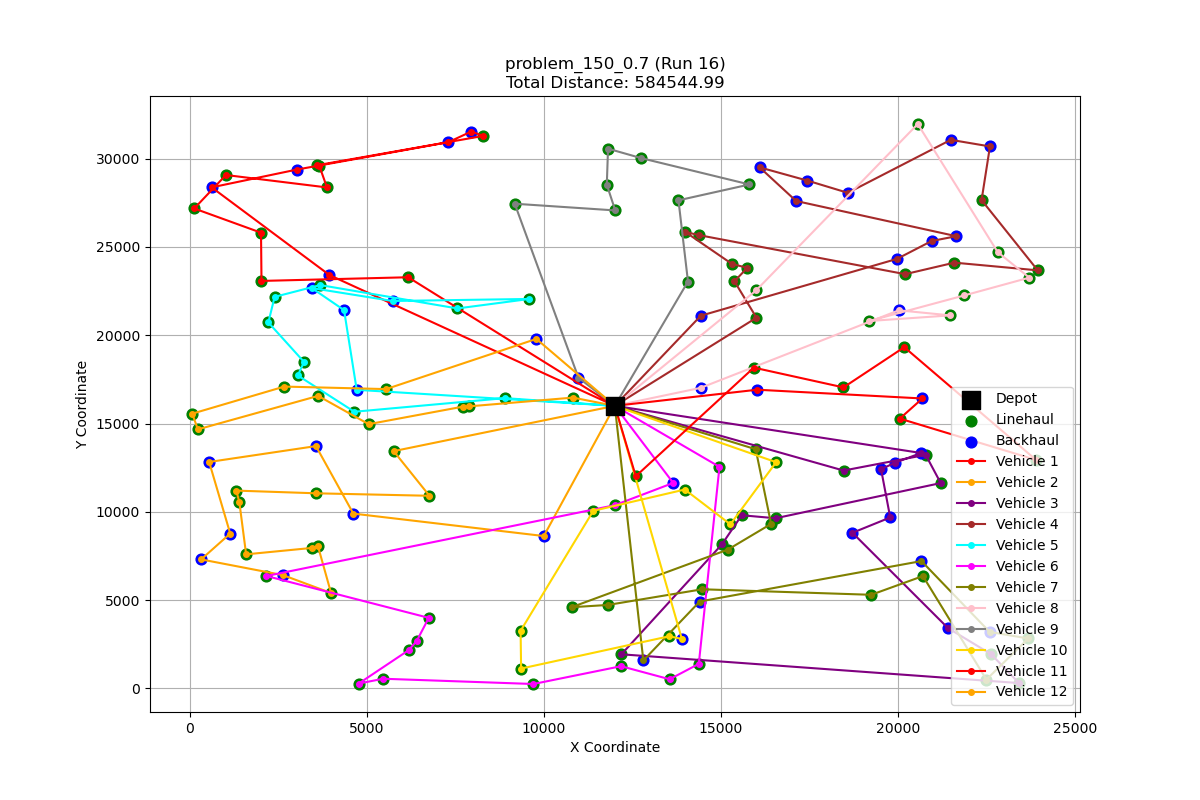 problem_150_0.7 (Run 16)
Total Distance: 584544.99
30000
25000
20000
15000
10000
5000
0
Y Coordinate
0 5000 10000 15000 20000 25000
X Coordinate
Depot
Linehaul
Backhaul
Vehicle 1
Vehicle 2
Vehicle 3
Vehicle 4
Vehicle 5
Vehicle 6
Vehicle 7
Vehicle 8
Vehicle 9
Vehicle 10
Vehicle 11
Vehicle 12